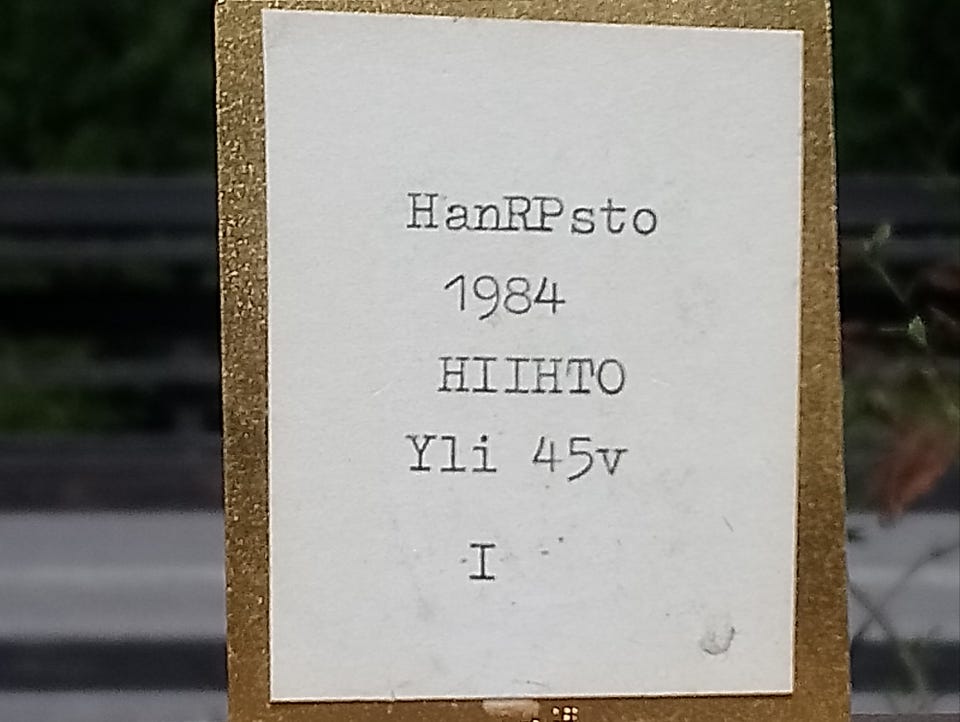 HanRPsto
1984
HIIHTO
Yli 45v
I